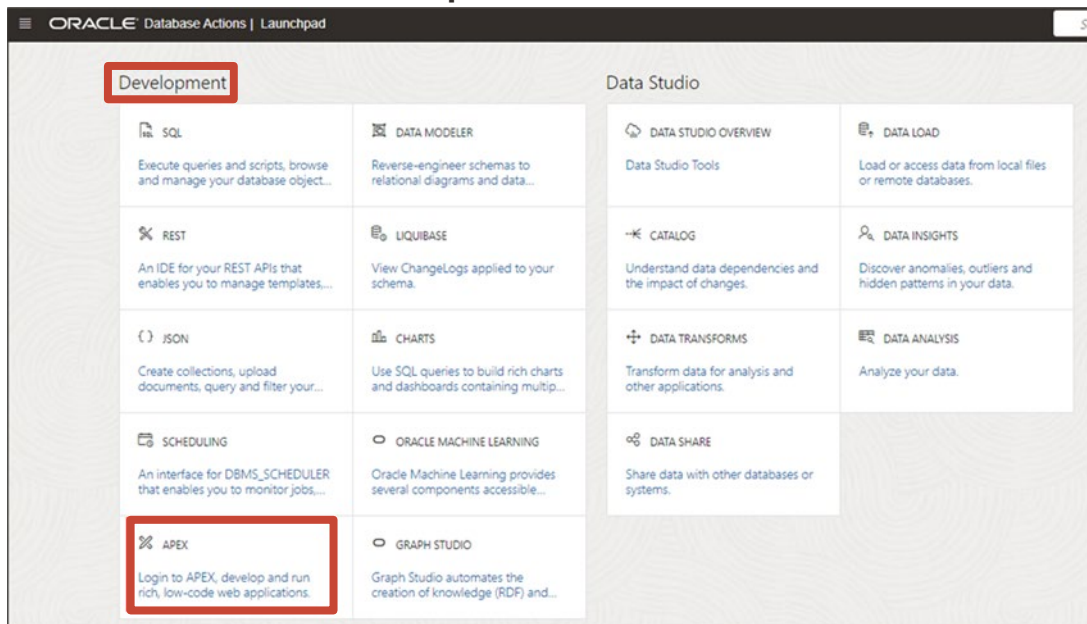 ORACLE Database Actions | Launchpad
S
Development
SQL
Execute queries and scripts, browse
and manage your database object...
DATA MODELER
Reverse-engineer schemas to
relational diagrams and data...
REST
An IDE for your REST APIs that
enables you to manage templates,...
LIQUIBASE
View ChangeLogs applied to your
schema.
{} JSON
Create collections, upload
documents, query and filter your...
CHARTS
Use SQL queries to build rich charts
and dashboards containing multip...
SCHEDULING
An interface for DBMS_SCHEDULER
that enables you to monitor jobs,...
ORACLE MACHINE LEARNING
Oracle Machine Learning provides
several components accessible...
APEX
Login to APEX, develop and run
rich, low-code web applications.
GRAPH STUDIO
Graph Studio automates the
creation of knowledge (RDF) and...
Data Studio
DATA STUDIO OVERVIEW
Data Studio Tools
DATA LOAD
Load or access data from local files
or remote databases.
CATALOG
Understand data dependencies and
the impact of changes.
DATA INSIGHTS
Discover anomalies, outliers and
hidden patterns in your data.
DATA TRANSFORMS
Transform data for analysis and
other applications.
DATA ANALYSIS
Analyze your data.
DATA SHARE
Share data with other databases or
systems.